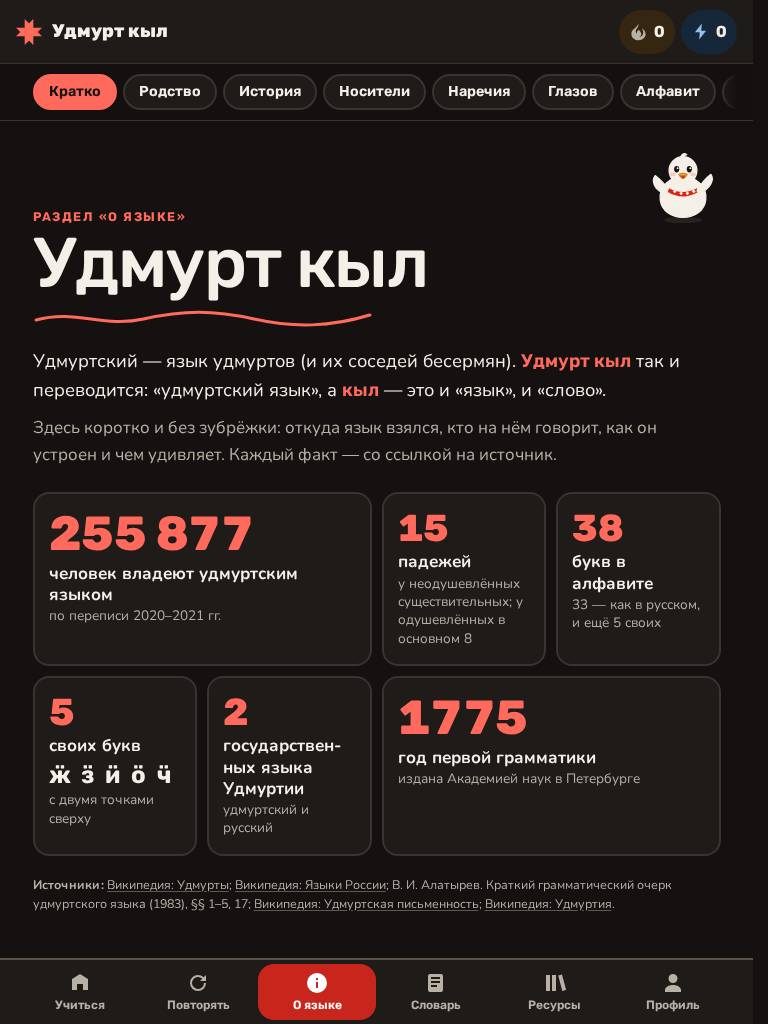 Удмурт кыл
0
0
Кратко
Родство
История
Носители
Наречия
Глазов
Алфавит
РАЗДЕЛ «О ЯЗЫКЕ»
Удмурт кыл
Удмуртский — язык удмуртов (и их соседей бесермян). Удмурт кыл так и
переводится: «удмуртский язык», а кыл — это и «язык», и «слово».
Здесь коротко и без зубрёжки: откуда язык взялся, кто на нём говорит, как он
устроен и чем удивляет. Каждый факт — со ссылкой на источник.
255 877
человек владеют удмуртским
языком
по переписи 2020–2021 гг.
15
падежей
у неодушевлённых
существительных; у
одушевлённых в
основном 8
38
букв в
алфавите
33 — как в русском,
и ещё 5 своих
5
своих букв
ӝ ӟ ӥ ӧ ӵ
с двумя точками
сверху
2
государствен-
ных языка
Удмуртии
удмуртский и
русский
1775
год первой грамматики
издана Академией наук в Петербурге
Источники: Википедия: Удмурты; Википедия: Языки России; В. И. Алатырев. Краткий грамматический очерк
удмуртского языка (1983), §§ 1–5, 17; Википедия: Удмуртская письменность; Википедия: Удмуртия.
Учиться
Повторять
О языке
Словарь
Ресурсы
Профиль